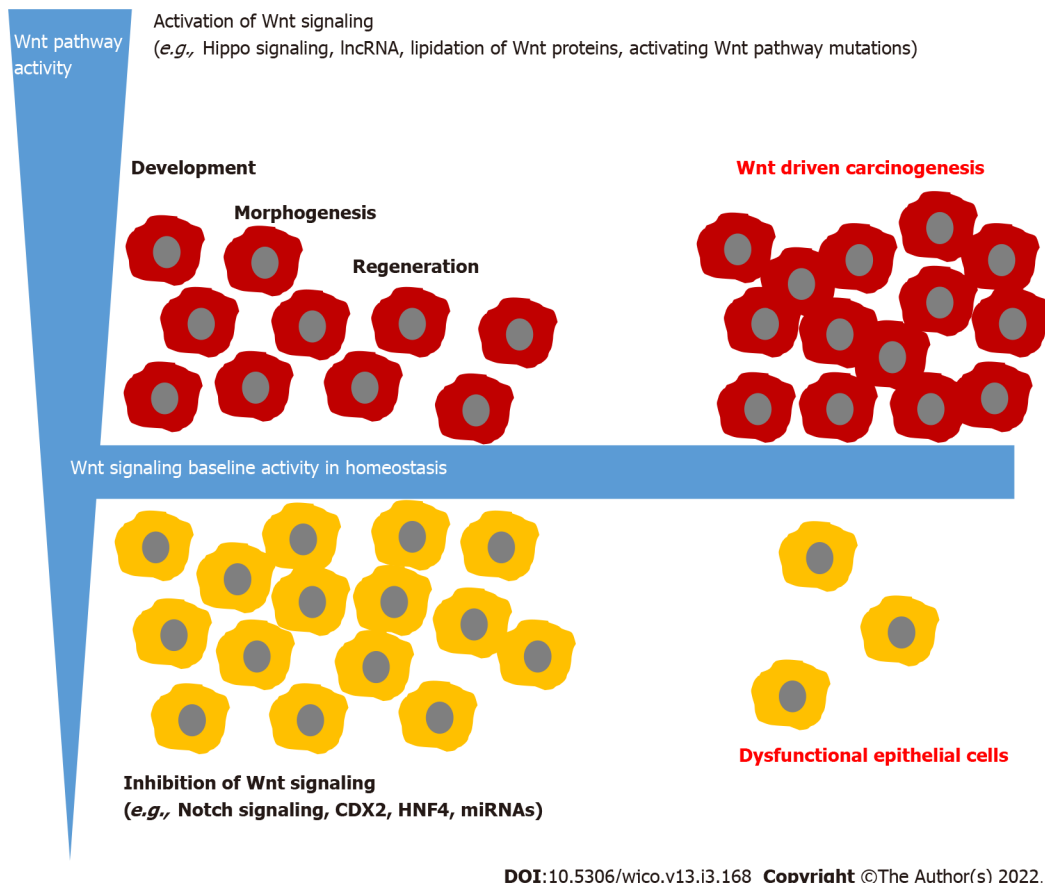 Wnt pathway
activity
Activation of Wnt signaling
(e.g., Hippo signaling, lncRNA, lipidation of Wnt proteins, activating Wnt pathway mutations)
Development
Morphogenesis
Regeneration
Wnt driven carcinogenesis
Wnt signaling baseline activity in homeostasis
Dysfunctional epithelial cells
Inhibition of Wnt signaling
(e.g., Notch signaling, CDX2, HNF4, miRNAs)
DOI:10.5306/wjco.v13.i3.168 Copyright ©The Author(s) 2022.